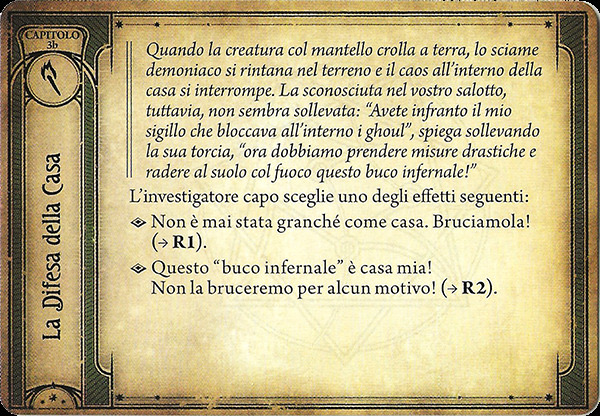 CAPITOLO
3b
La Difesa della Casa
Quando la creatura col mantello crolla a terra, lo sciame
demoniaco si rintana nel terreno e il caos all'interno della
casa si interrompe. La sconosciuta nel vostro salotto,
tuttavia, non sembra sollevata: “Avete infranto il mio
sigillo che bloccava all'interno i ghoul”, spiega sollevando
la sua torcia, “ora dobbiamo prendere misure drastiche e
radere al suolo col fuoco questo buco infernale!”
L'investigatore capo sceglie uno degli effetti seguenti:
Non è mai stata granché come casa. Bruciamola!
(→ R1).
Questo “buco infernale” è casa mia!
Non la bruceremo per alcun motivo! (→ R2).